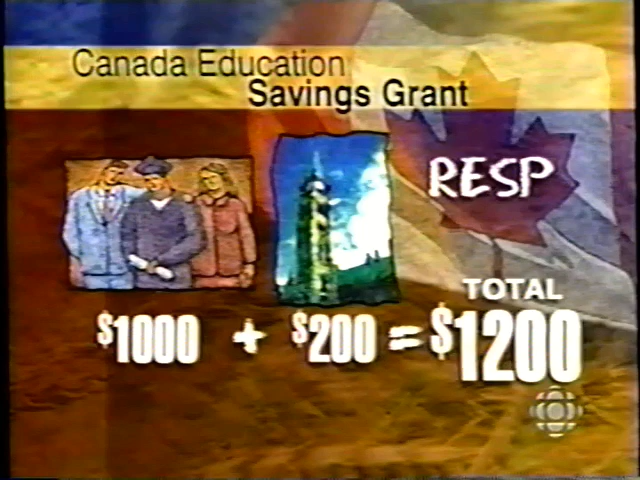 Canada Education
Savings Grant
RESP
TOTAL
$1000 + $200 = $1200